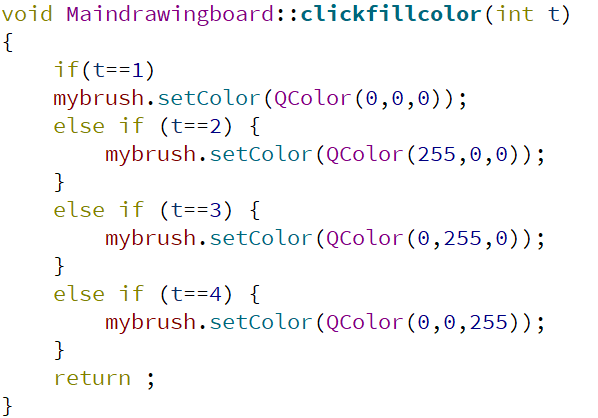 void Maindrawingboard::clickfillcolor(int t)
{
    if(t==1)
    mybrush.setColor(QColor(0,0,0));
    else if (t==2) {
        mybrush.setColor(QColor(255,0,0));
    }
    else if (t==3) {
        mybrush.setColor(QColor(0,255,0));
    }
    else if (t==4) {
        mybrush.setColor(QColor(0,0,255));
    }
    return ;
}